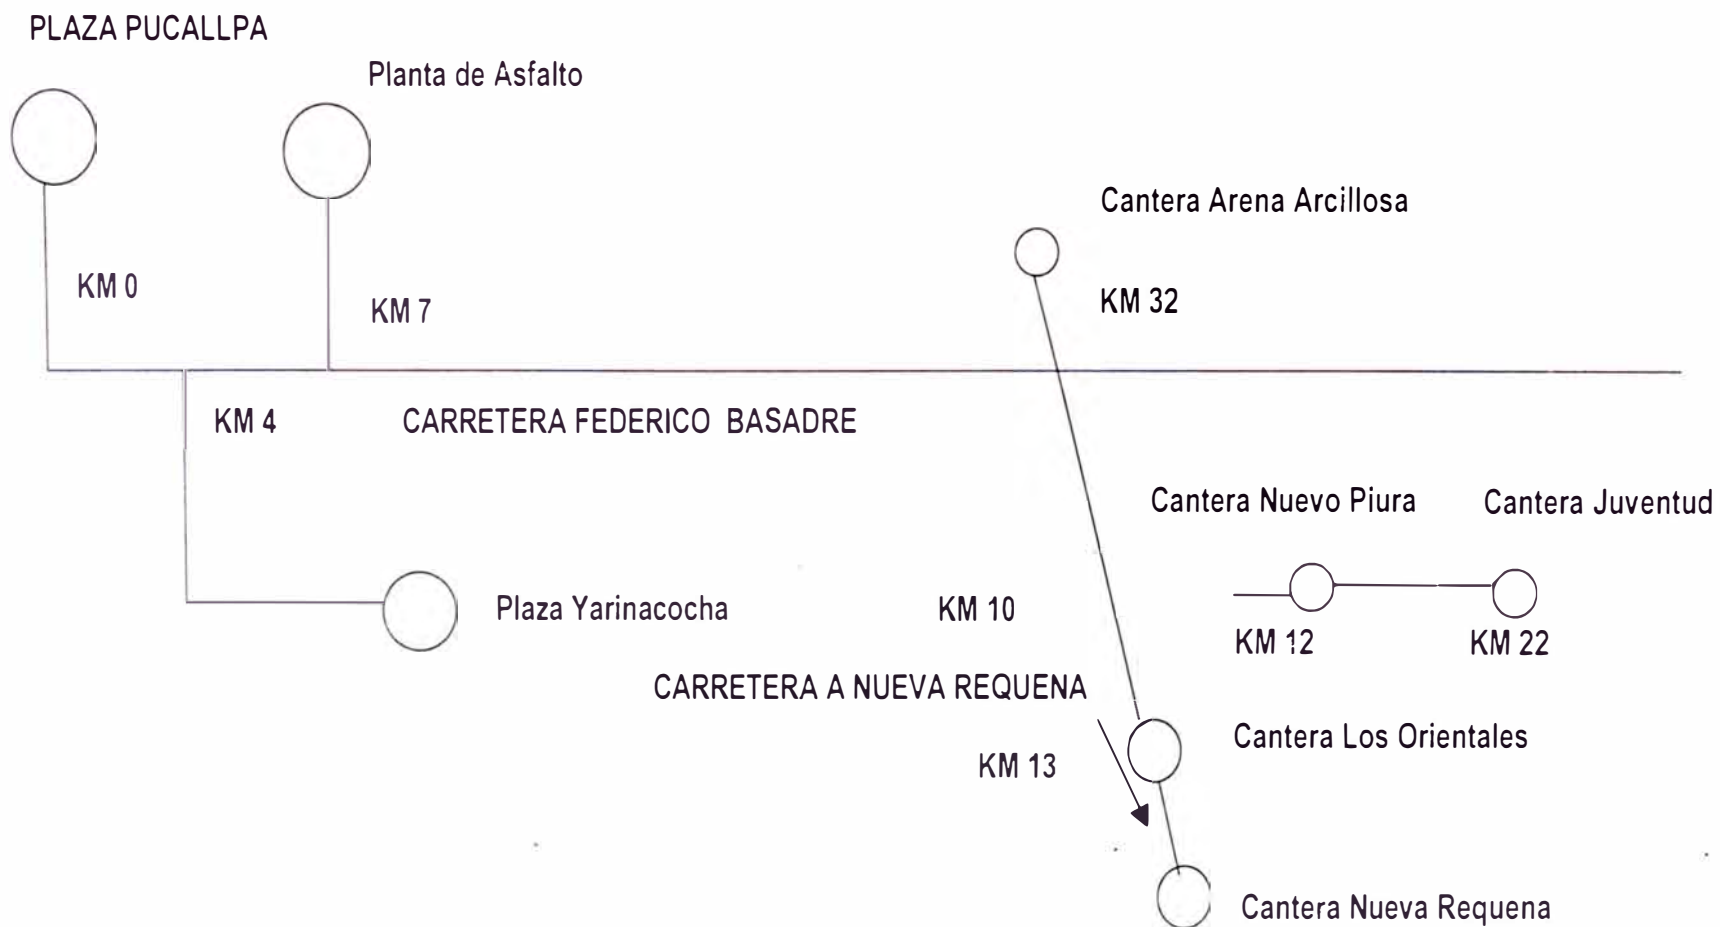 PLAZA PUCALLPA
Planta de Asfalto
Cantera Arena Arcillosa
KM 0
KM 7
KM 32
KM 4
CARRETERA FEDERICO BASADRE
Cantera Nuevo Piura
Cantera Juventud
Plaza Yarinacocha
KM 10
KM 12
KM 22
CARRETERA A NUEVA REQUENA
Cantera Los Orientales
KM 13
Cantera Nueva Requena